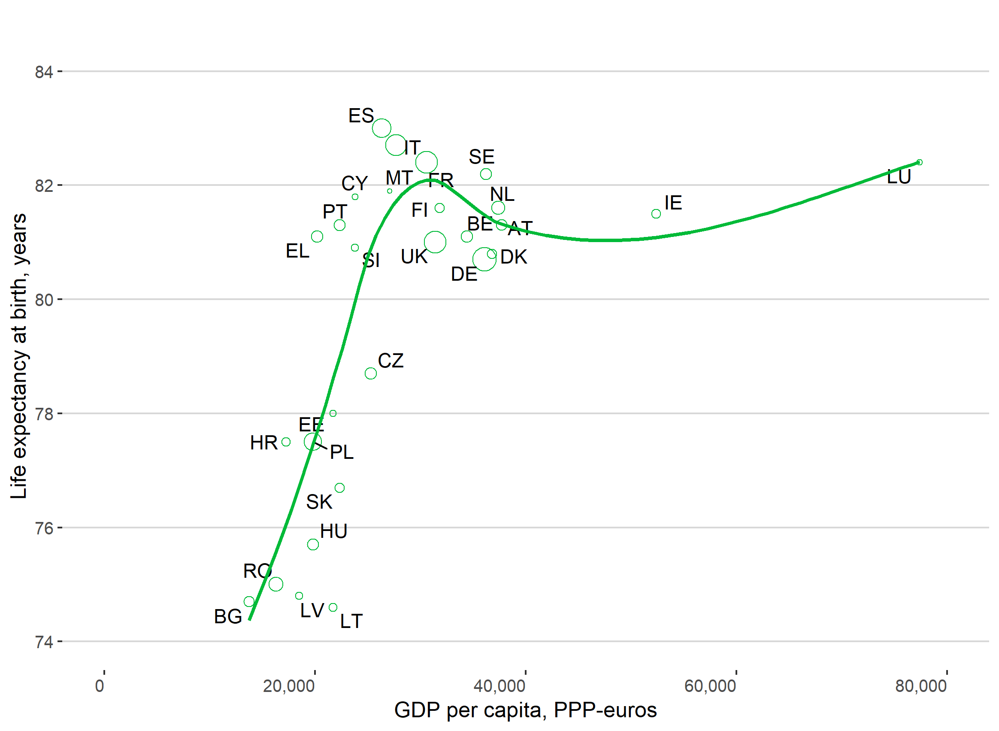 84
82
80
78
76
74
Life expectancy at birth, years
ES
IT
SE
MT
FR
LU
CY
NL
IE
PT
FI
BE
AT
EL
SI
UK
DK
DE
CZ
EE
HR
PL
SK
HU
RO
LV
BG
LT
0
20,000
40,000
60,000
80,000
GDP per capita, PPP-euros